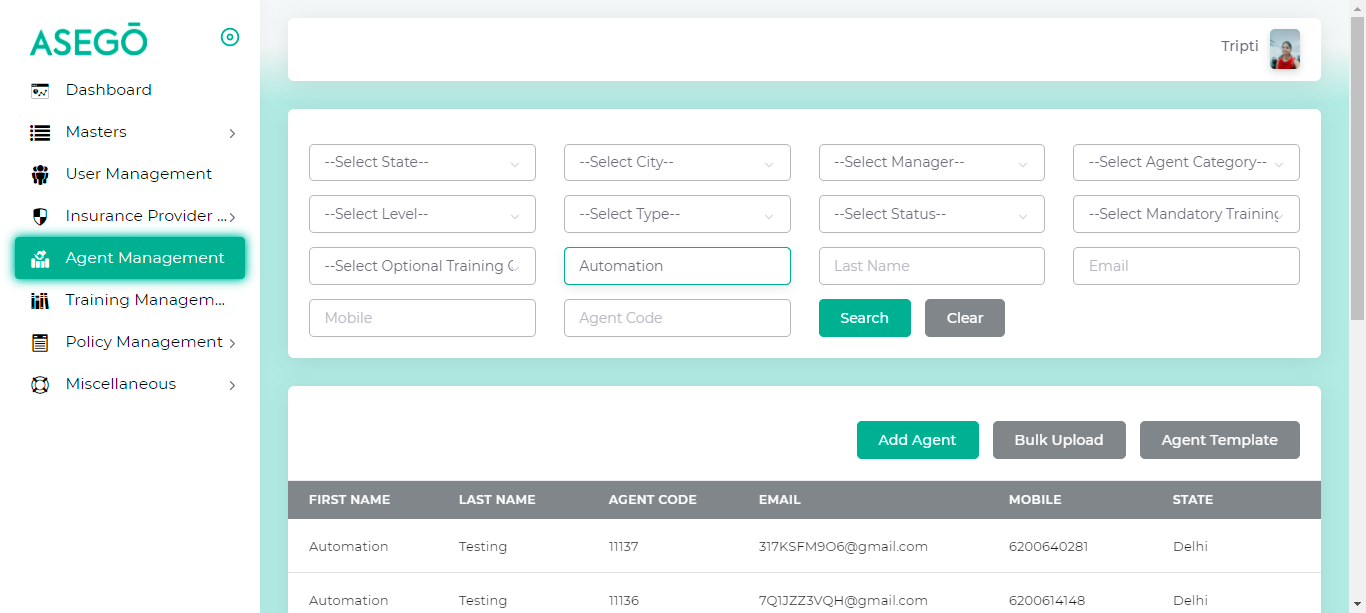 ASEGŌ
Tripti
Dashboard
Masters
User Management
Insurance Provider ...
Agent Management
Training Managem...
Policy Management
Miscellaneous
--Select State--
--Select City--
--Select Manager--
--Select Agent Category--
--Select Level--
--Select Type--
--Select Status--
--Select Mandatory Training
--Select Optional Training C
Automation
Last Name
Email
Mobile
Agent Code
Search
Clear
Add Agent
Bulk Upload
Agent Template
FIRST NAME LAST NAME AGENT CODE EMAIL MOBILE STATE
Automation Testing 11137 317KSFM9O6@gmail.com 6200640281 Delhi
Automation Testing 11136 7Q1JZZ3VQH@gmail.com 6200614148 Delhi